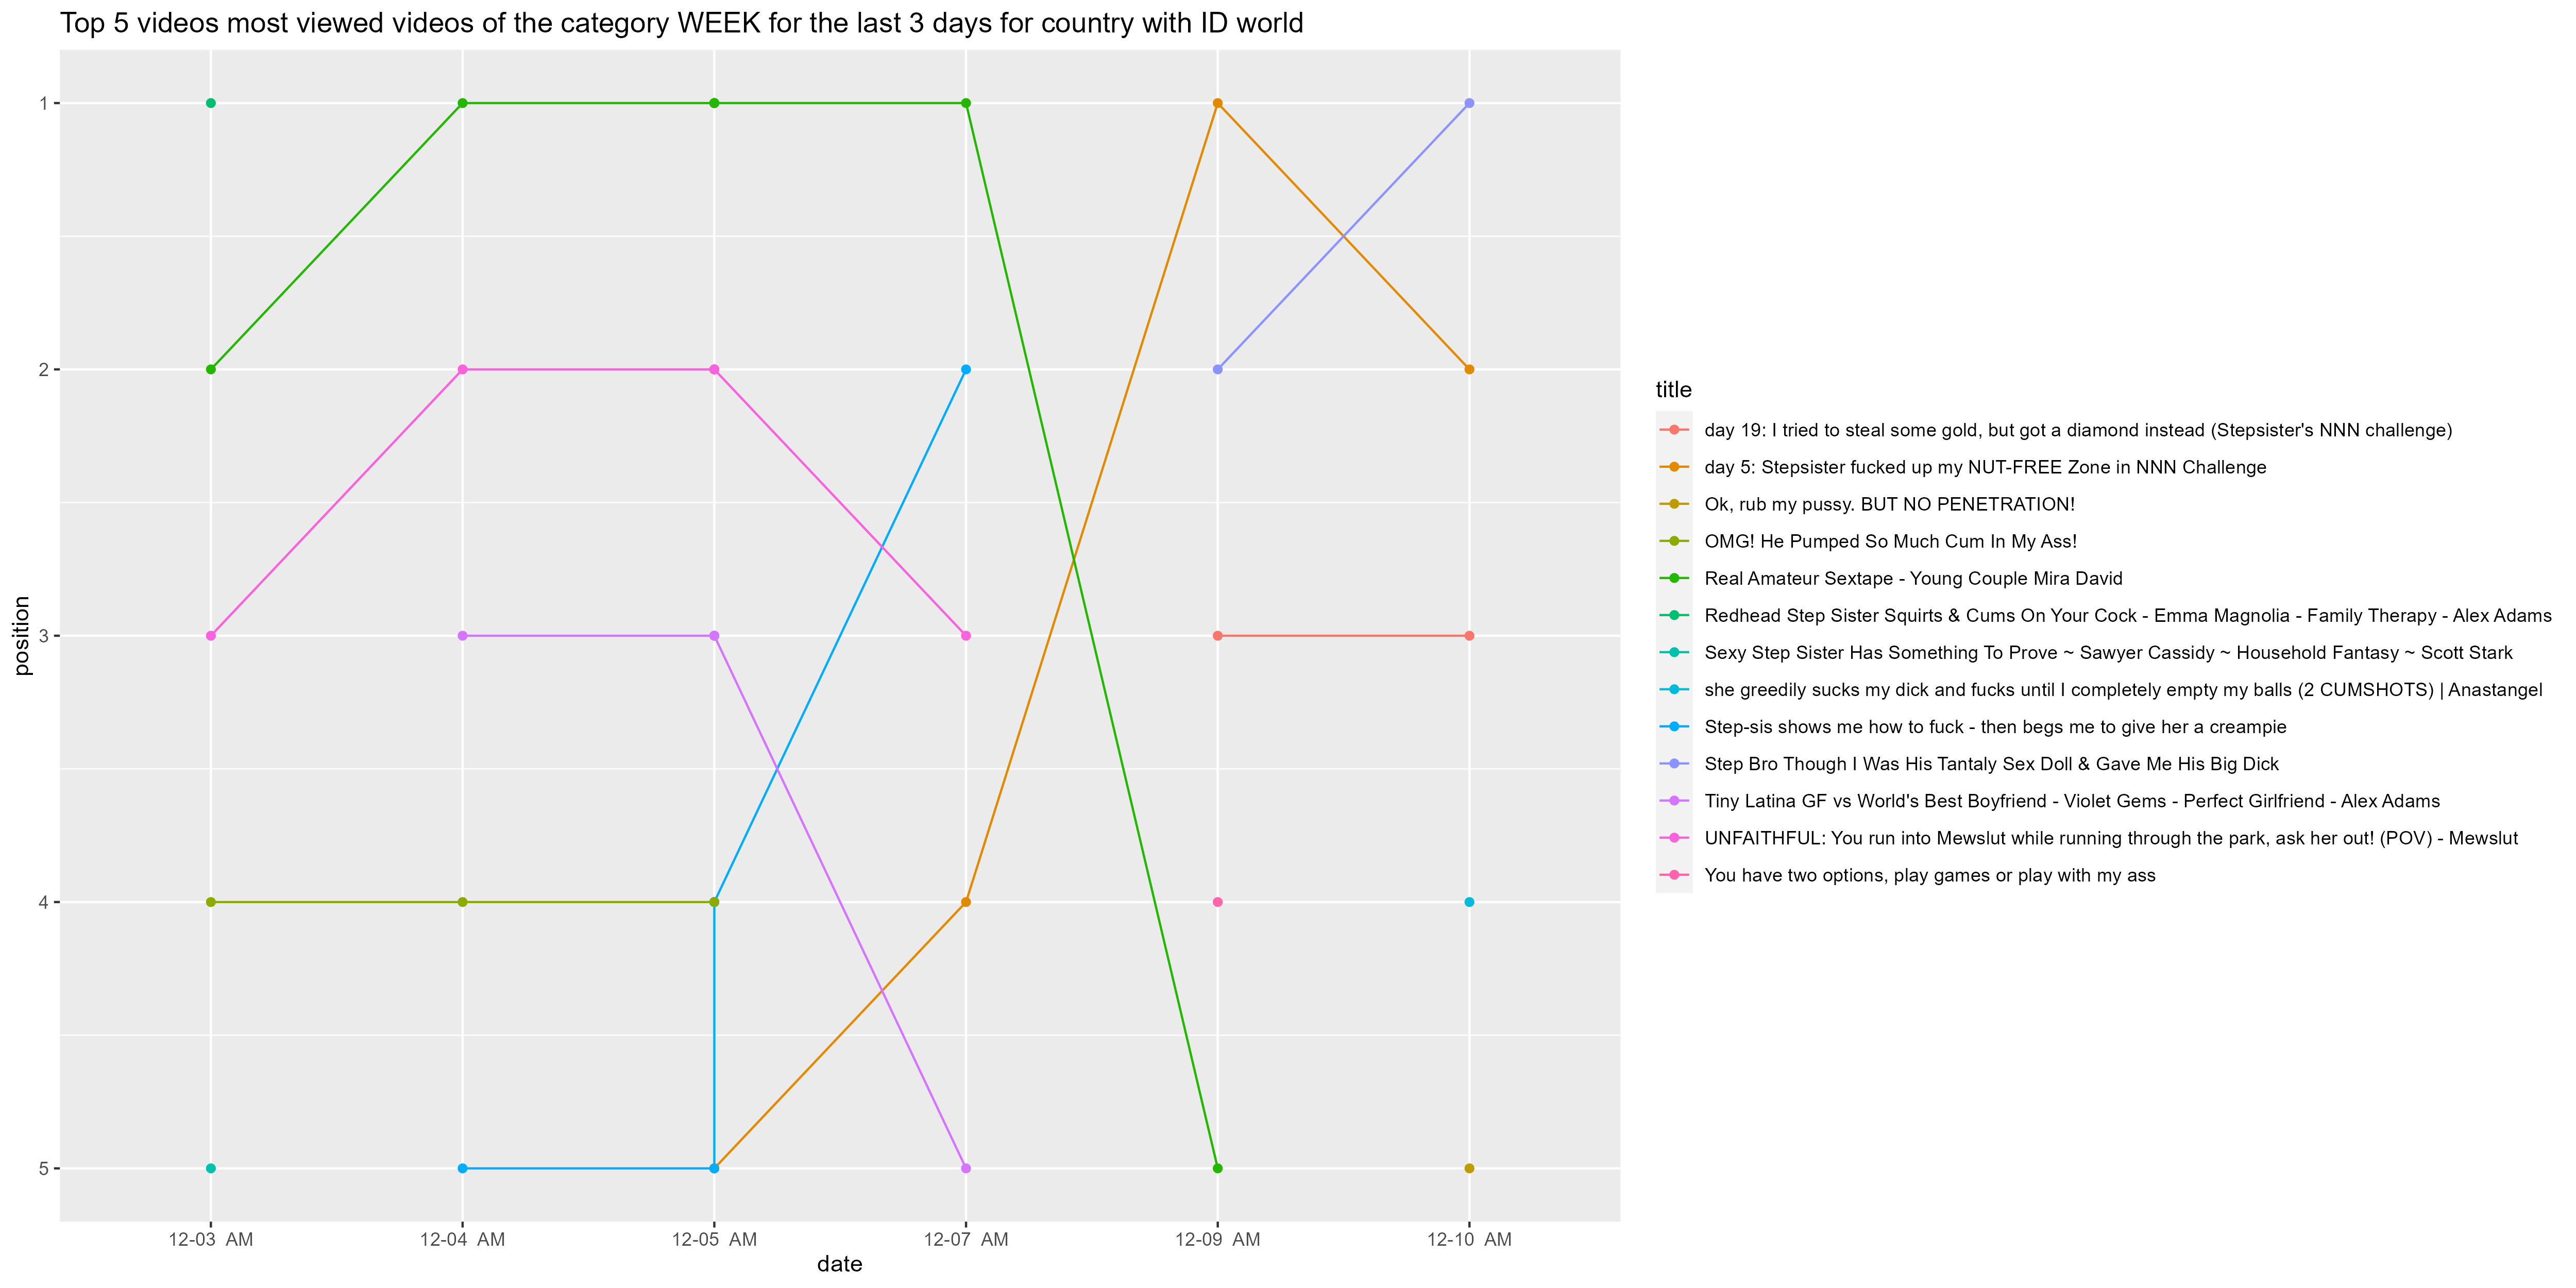 Top 5 videos most viewed videos of the category WEEK for the last 3 days for country with ID world
position
1
2
3
4
5
12-03 AM
12-04 AM
12-05 AM
12-07 AM
12-09 AM
12-10 AM
date
title
day 19: I tried to steal some gold, but got a diamond instead (Stepsister's NNN challenge)
day 5: Stepsister fucked up my NUT-FREE Zone in NNN Challenge
Ok, rub my pussy. BUT NO PENETRATION!
OMG! He Pumped So Much Cum In My Ass!
Real Amateur Sextape - Young Couple Mira David
Redhead Step Sister Squirts & Cums On Your Cock - Emma Magnolia - Family Therapy - Alex Adams
Sexy Step Sister Has Something To Prove ~ Sawyer Cassidy ~ Household Fantasy ~ Scott Stark
she greedily sucks my dick and fucks until I completely empty my balls (2 CUMSHOTS) | Anastangel
Step-sis shows me how to fuck - then begs me to give her a creampie
Step Bro Though I Was His Tantaly Sex Doll & Gave Me His Big Dick
Tiny Latina GF vs World's Best Boyfriend - Violet Gems - Perfect Girlfriend - Alex Adams
UNFAITHFUL: You run into Mewslut while running through the park, ask her out! (POV) - Mewslut
You have two options, play games or play with my ass